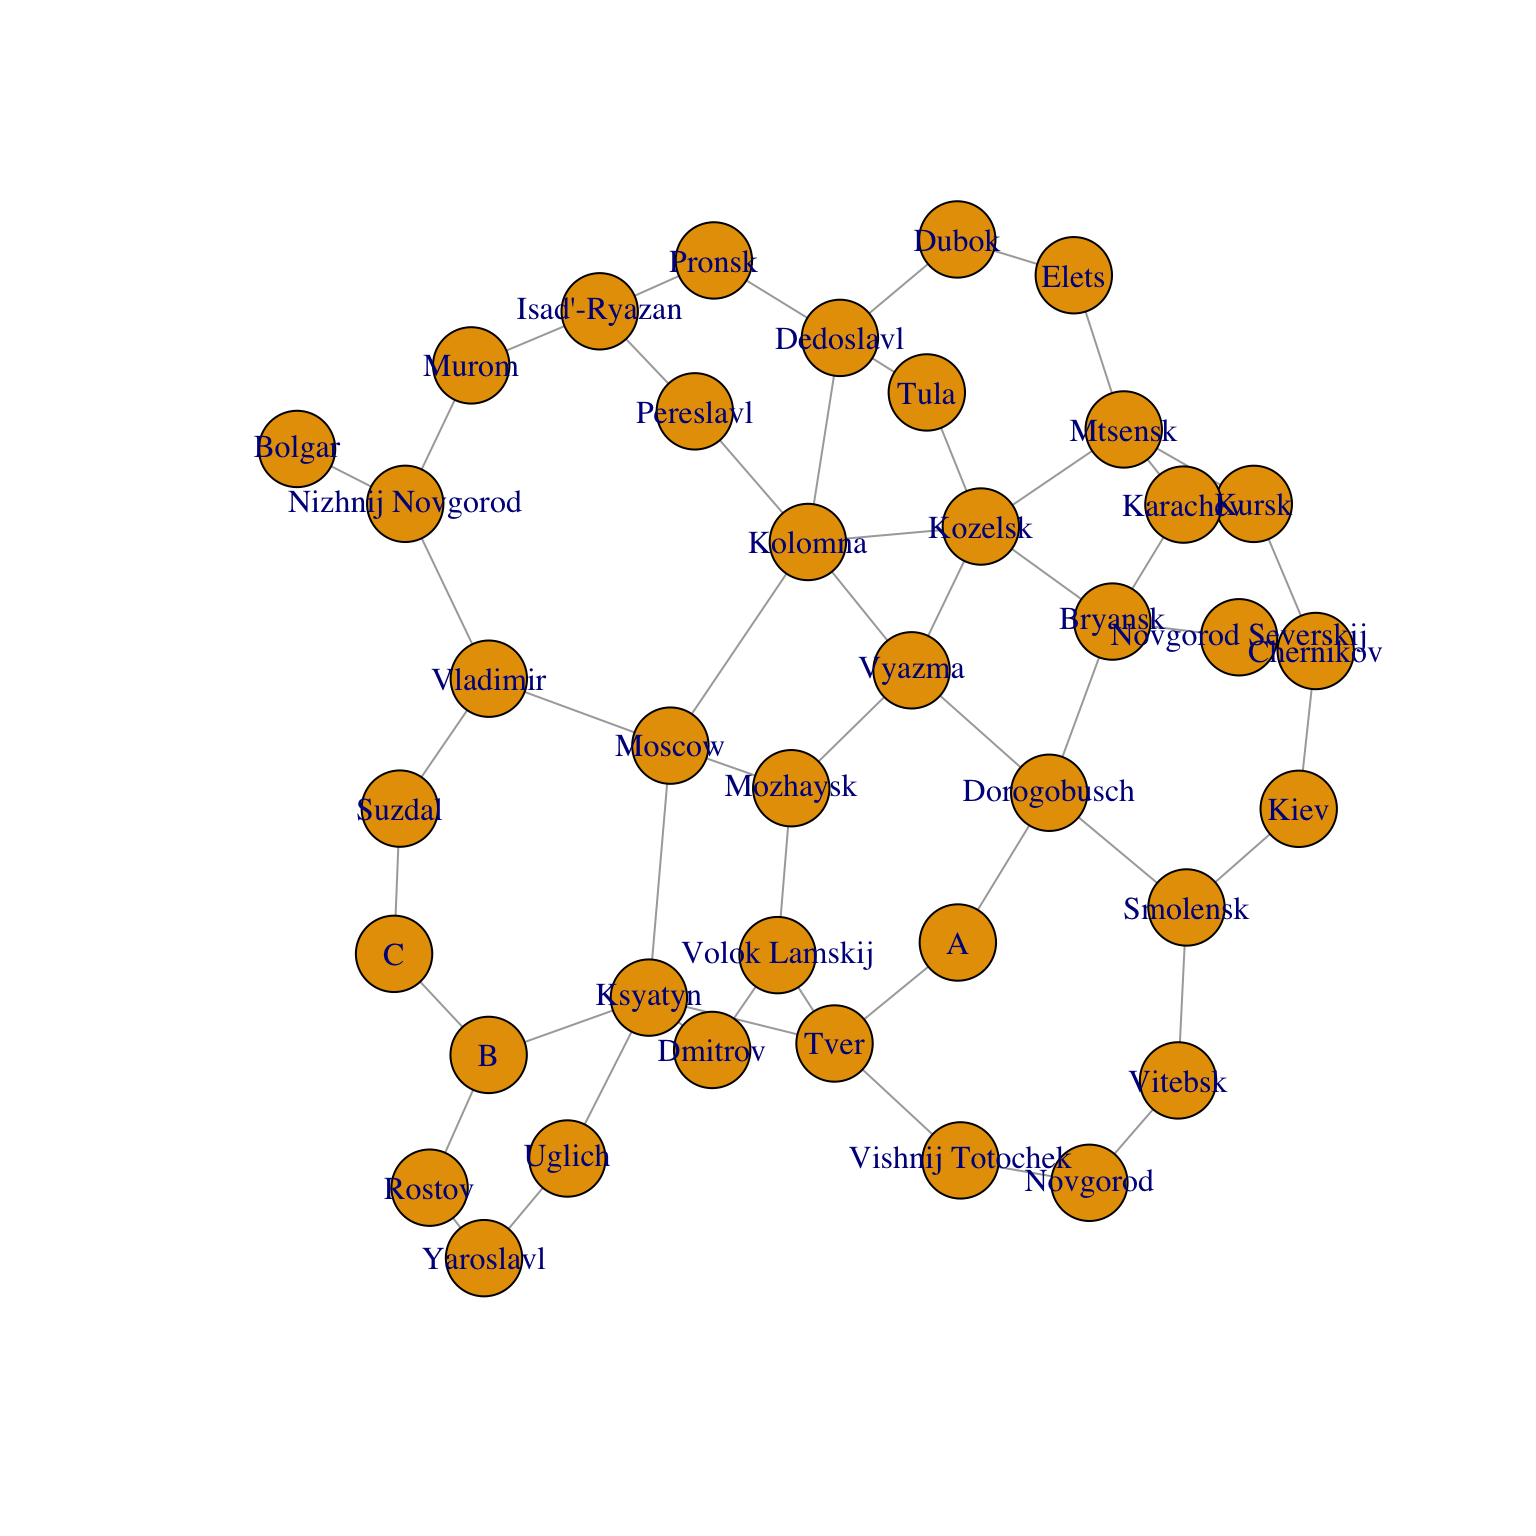 Dubok
Pronsk
Elets
Isad'-Ryazan
Dedoslavl
Murom
Tula
Pereslavl
Mtsensk
Bolgar
Nizhnij Novgorod
Karachev
Kursk
Kolomna
Kozelsk
Bryansk
Novgorod Severskij
Chernikov
Vyazma
Vladimir
Moscow
Mozhaysk
Dorogobusch
Suzdal
Kiev
Smolensk
A
C
Volok Lamskij
Ksyatyn
B
Dmitrov
Tver
Vitebsk
Uglich
Vishnij Totochek
Novgorod
Rostov
Yaroslavl